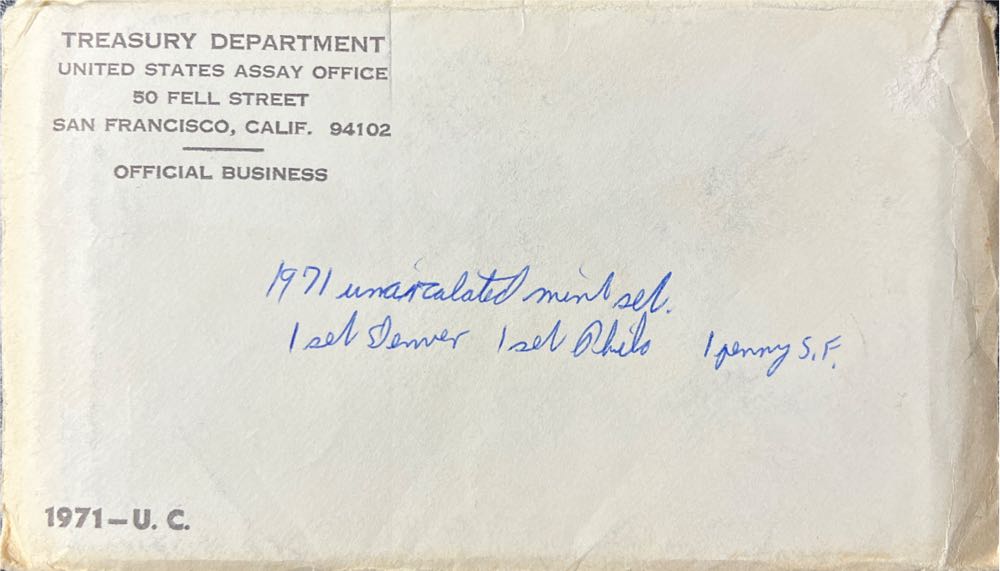 TREASURY DEPARTMENT
UNITED STATES ASSAY OFFICE
50 FELL STREET
SAN FRANCISCO, CALIF. 94102
OFFICIAL BUSINESS
1971 uncirculated mint set.
1 set Denver 1 set Phila 1 penny S.F.
1971-U. C.